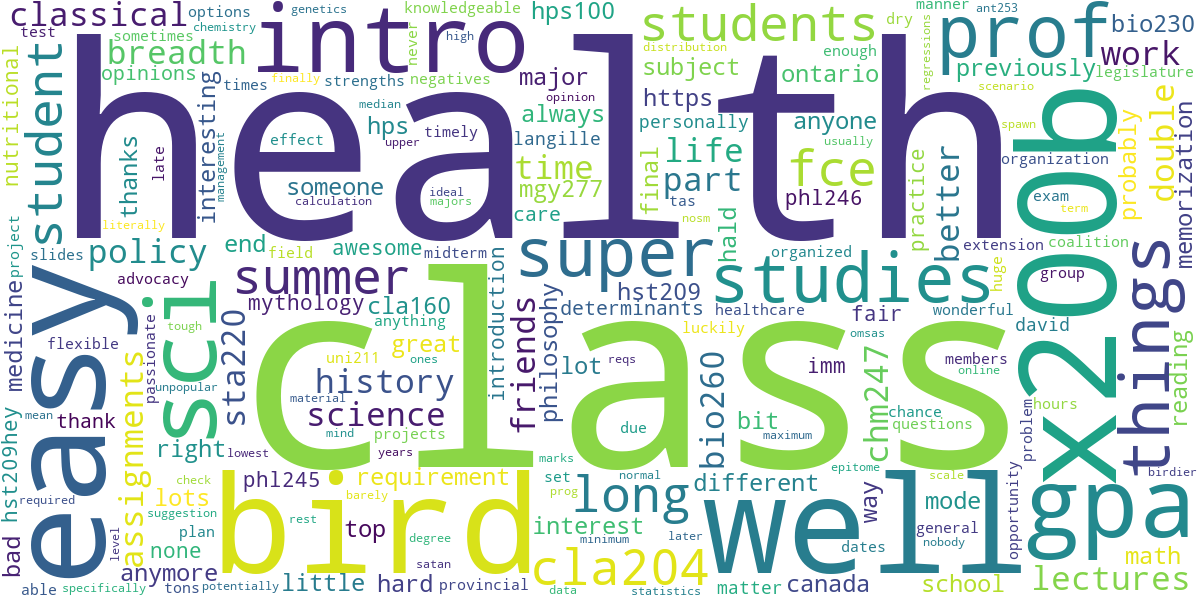 classical
intro
options
genetics
knowledgeable
hps100
students
manner
ant253
prof
test
chemistry
sometimes
breadth
never
high
distribution
dry
bio230
enough
regressions
work
opinions
times
finally
strengths
negatives
major
subject
ontario
previously
legislature
nutritional
student
interesting
health
median
opinion
https
scenario
always
hps
upper
timely
langille
personally
anyone
effect
management
thanks
late
someone
calculation
ideal
majors
time
mgy277
life
part
fce
phl246
usually
spawn
x200b
organization
exam
term
probably
double
memorization
literally
care
final
tas
nosm
hald
practice
better
slides
policy
end
field
awesome
midterm
super
organized
extension
coalition
advocacy
summer
studies
huge
group
things
medicine
project
sci
mythology
cla160
introduction
hst209
determinants
healthcare
fair
wonderful
david
easy
flexible
passionate
tough
sta220
class
anything
great
friends
philosophy
luckily
omsas
members
online
unpopular
uni211
ones
history
lot
reqs
imm
chm247
reading
mean
thank
assignments
material
science
bio260
bit
chance
questions
hours
birdier
hst209hey
right
lowest
mind
projects
due
maximum
years
marks
epitome
problem
bad
required
check
phl245
requirement
set
normal
different
way
scale
gpa
lots
bird
barely
long
well
mode
opportunity
suggestion
plan
top
prog
interest
general
math
level
none
rest
degree
minimum
later
dates
nobody
anymore
satan
cla204
able
specifically
tons
potentially
little
hard
provincial
data
statistics
matter
canada
school
lectures